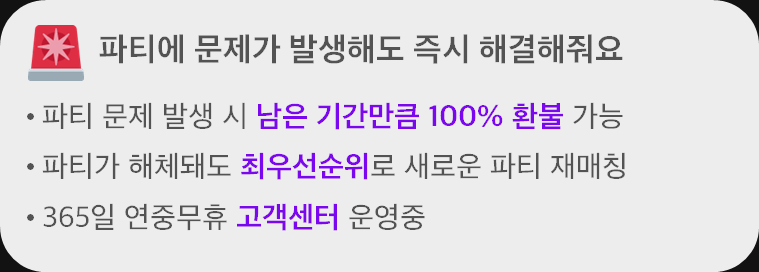 파티에 문제가 발생해도 즉시 해결해줘요
• 파티 문제 발생 시 남은 기간만큼 100% 환불 가능
• 파티가 해체돼도 최우선순위로 새로운 파티 재매칭
• 365일 연중무휴 고객센터 운영중